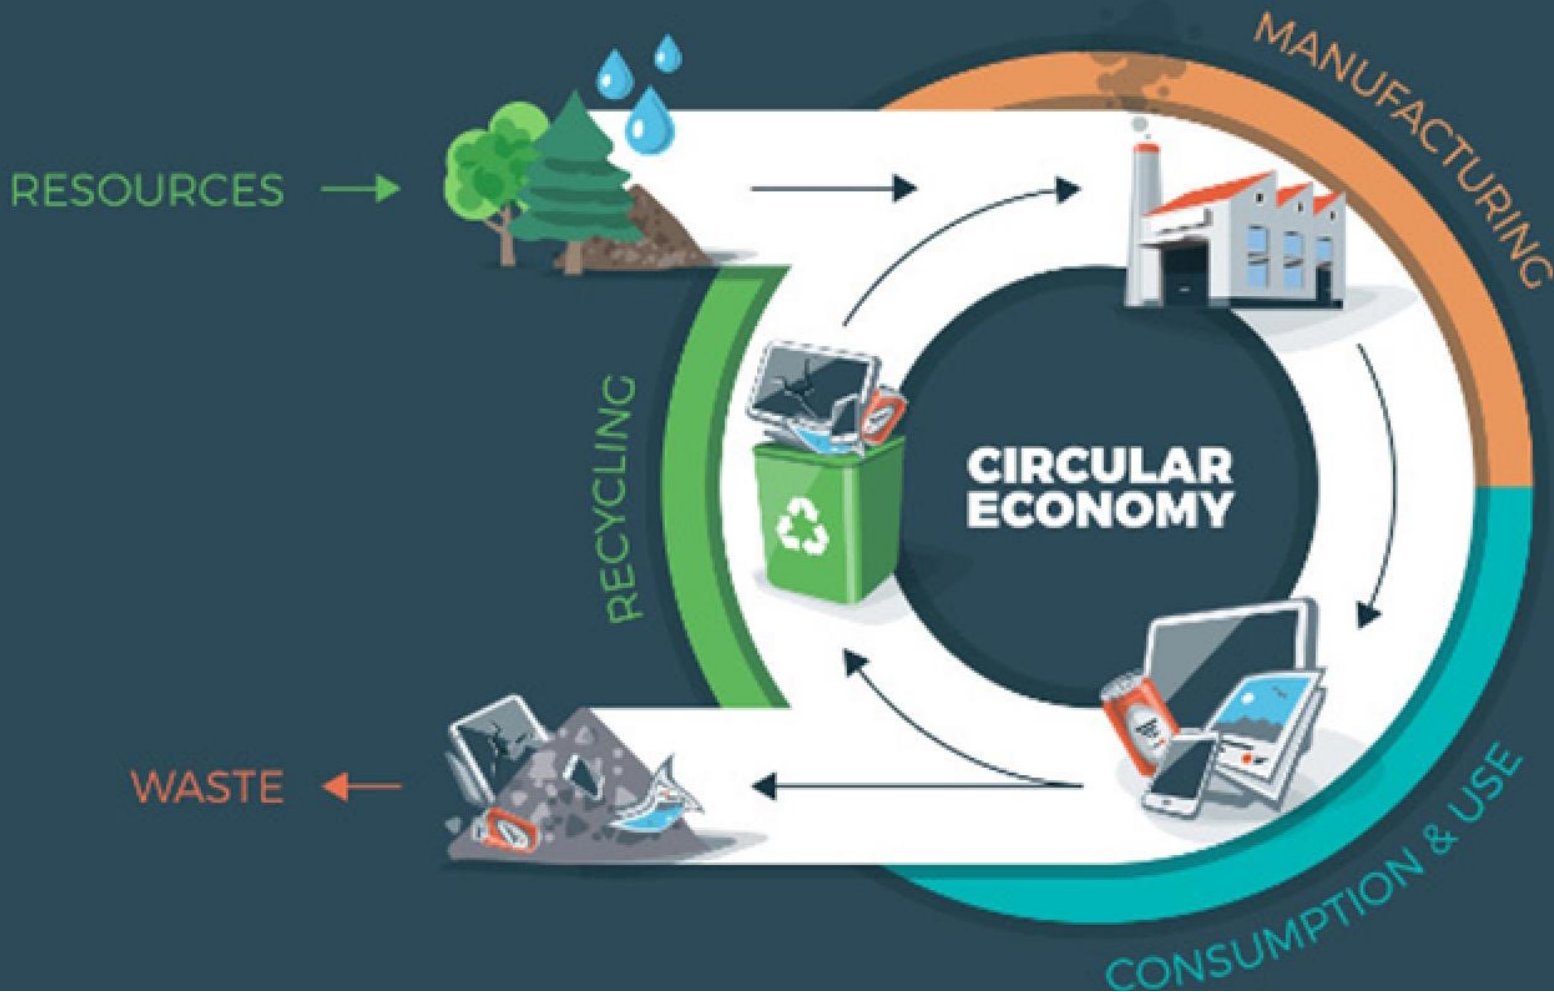 MANUFACTURING
RESOURCES
RECYCLING
CIRCULAR
ECONOMY
WASTE
CONSUMPTION & USE